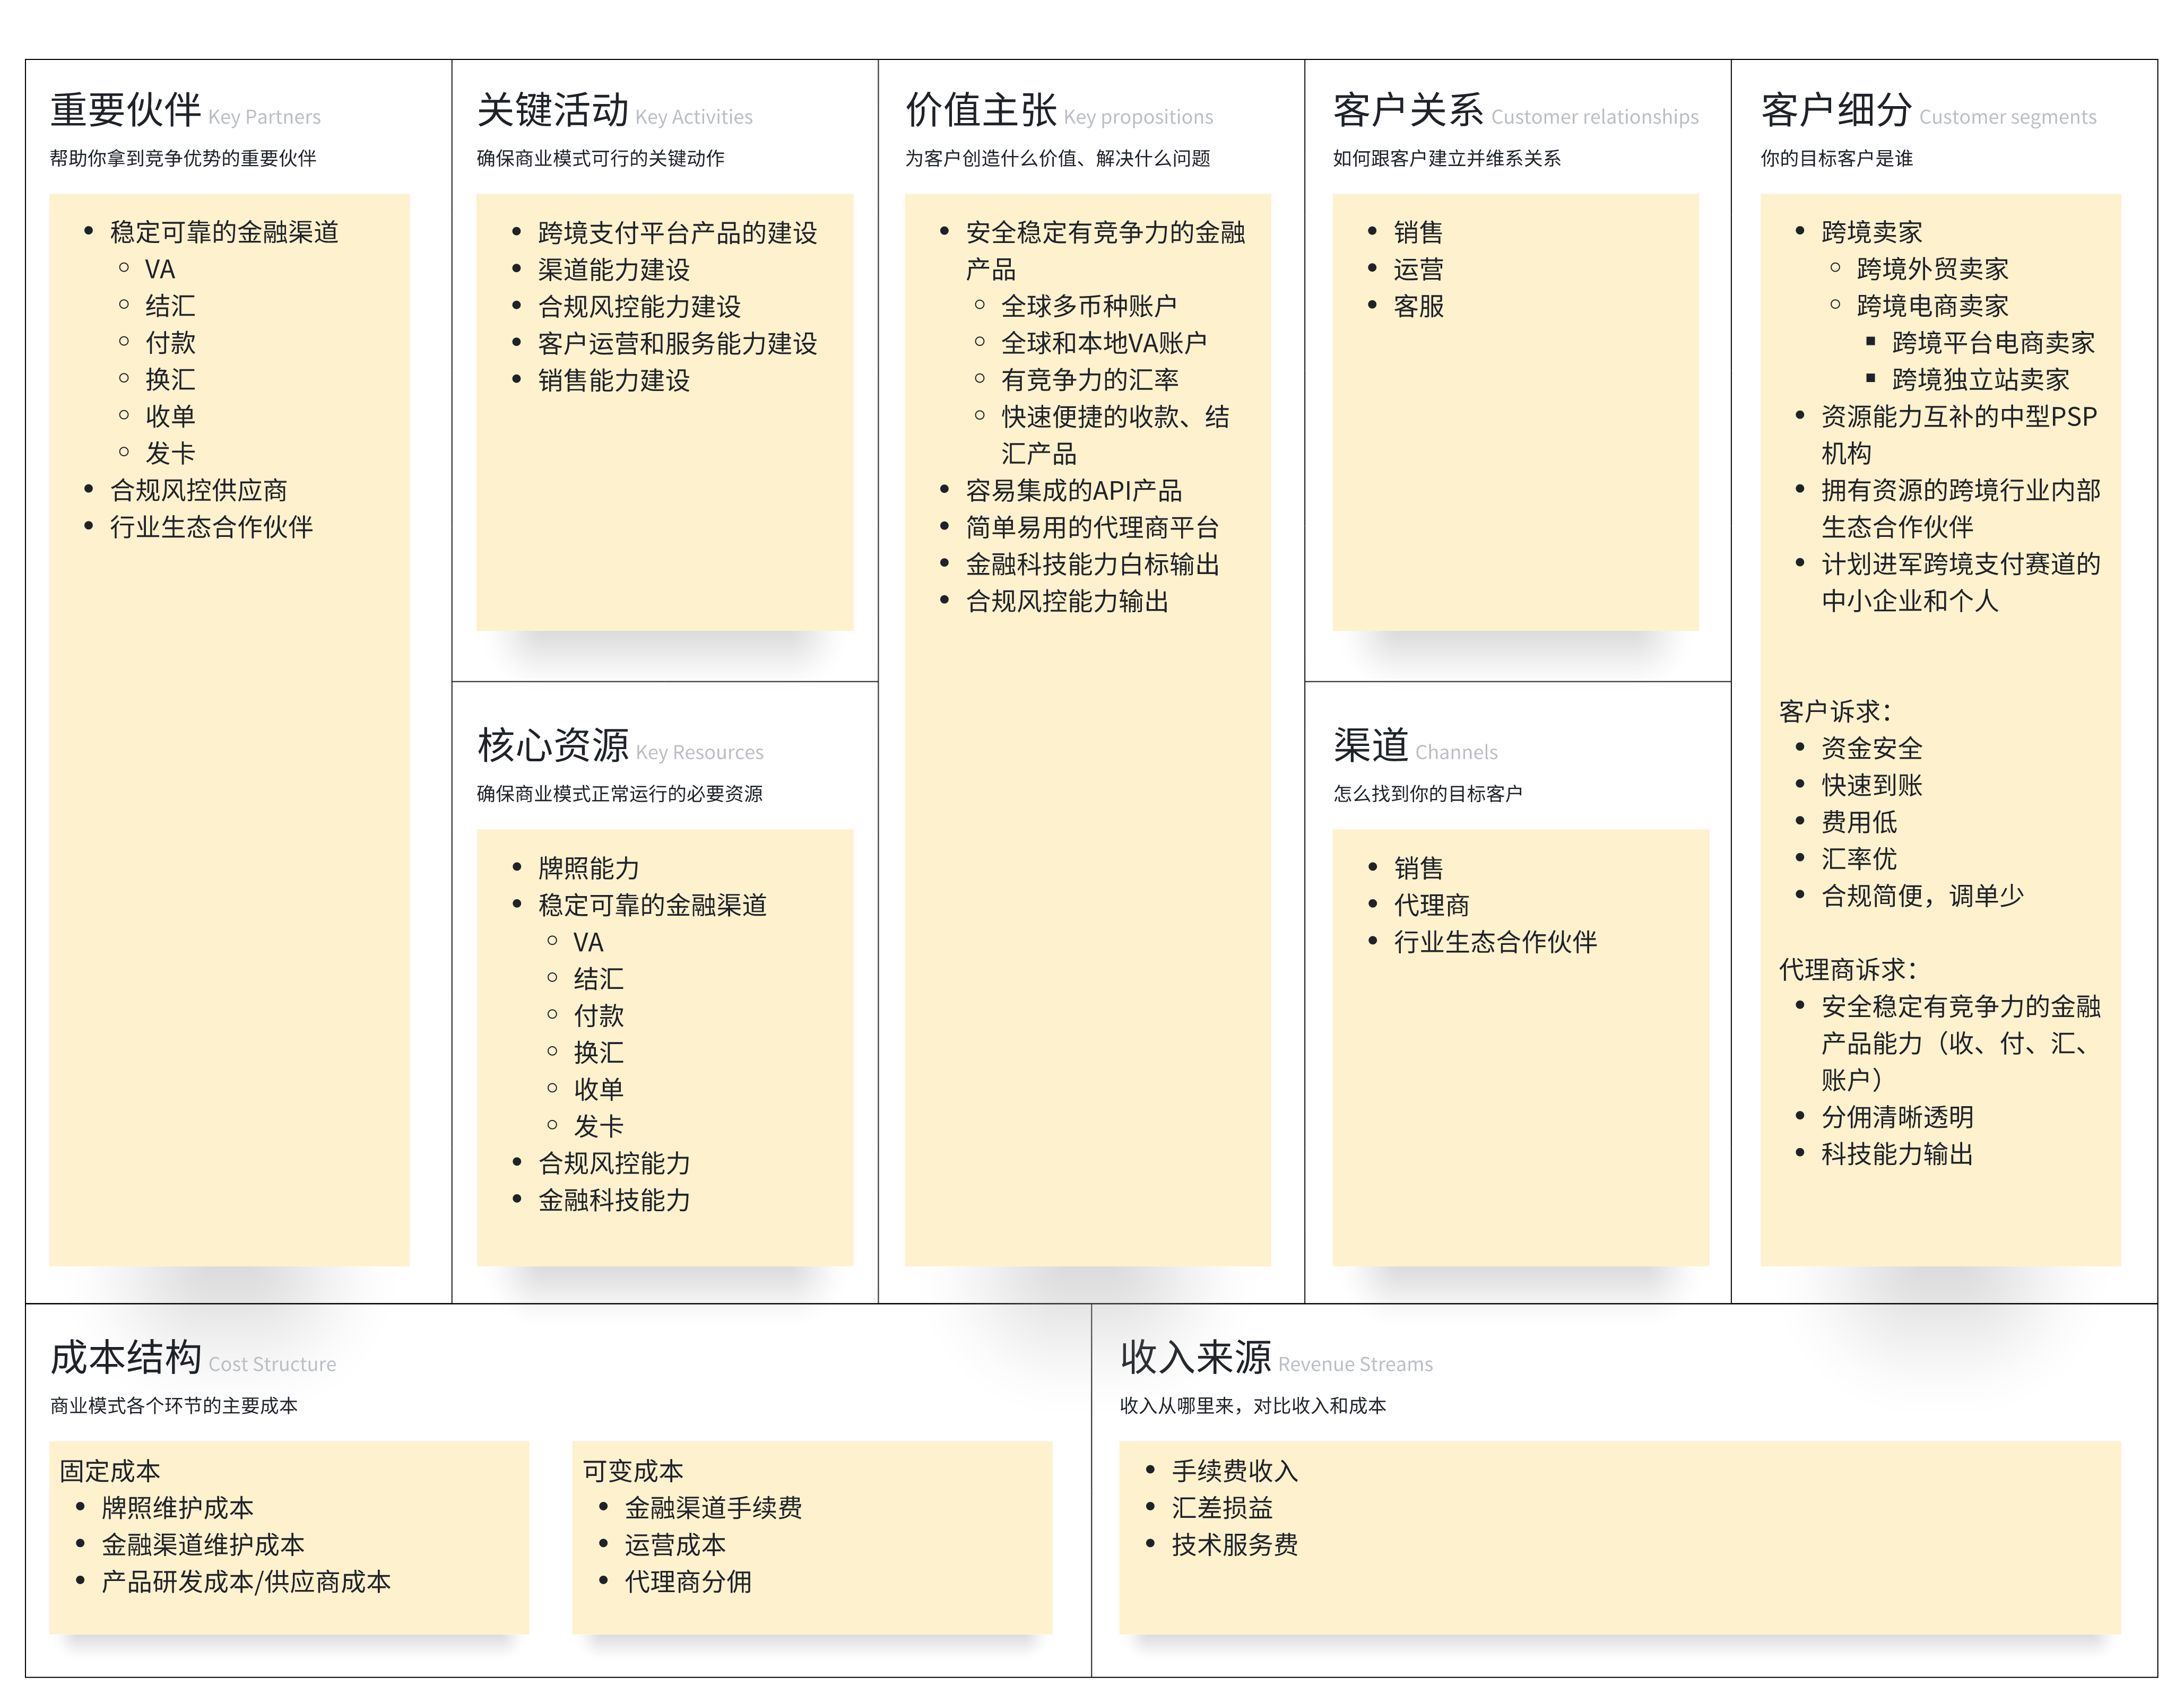 重要伙伴 Key Partners
帮助你拿到竞争优势的重要伙伴
• 稳定可靠的金融渠道
◦ VA
◦ 结汇
◦ 付款
◦ 换汇
◦ 收单
◦ 发卡
• 合规风控供应商
• 行业生态合作伙伴
关键活动 Key Activities
确保商业模式可行的关键动作
• 跨境支付平台产品的建设
• 渠道能力建设
• 合规风控能力建设
• 客户运营和服务能力建设
• 销售能力建设
核心资源 Key Resources
确保商业模式正常运行的必要资源
• 牌照能力
• 稳定可靠的金融渠道
◦ VA
◦ 结汇
◦ 付款
◦ 换汇
◦ 收单
◦ 发卡
• 合规风控能力
• 金融科技能力
价值主张 Key propositions
为客户创造什么价值、解决什么问题
• 安全稳定有竞争力的金融
产品
◦ 全球多币种账户
◦ 全球和本地VA账户
◦ 有竞争力的汇率
◦ 快速便捷的收款、结
汇产品
• 容易集成的API产品
• 简单易用的代理商平台
• 金融科技能力白标输出
• 合规风控能力输出
客户关系 Customer relationships
如何跟客户建立并维系关系
• 销售
• 运营
• 客服
渠道 Channels
怎么找到你的目标客户
• 销售
• 代理商
• 行业生态合作伙伴
客户细分 Customer segments
你的目标客户是谁
• 跨境卖家
◦ 跨境外贸卖家
◦ 跨境电商卖家
▪ 跨境平台电商卖家
▪ 跨境独立站卖家
• 资源能力互补的中型PSP
机构
• 拥有资源的跨境行业内部
生态合作伙伴
• 计划进军跨境支付赛道的
中小企业和个人
客户诉求：
• 资金安全
• 快速到账
• 费用低
• 汇率优
• 合规简便，调单少
代理商诉求：
• 安全稳定有竞争力的金融
产品能力（收、付、汇、
账户）
• 分佣清晰透明
• 科技能力输出
成本结构 Cost Structure
商业模式各个环节的主要成本
固定成本
• 牌照维护成本
• 金融渠道维护成本
• 产品研发成本/供应商成本
可变成本
• 金融渠道手续费
• 运营成本
• 代理商分佣
收入来源 Revenue Streams
收入从哪里来，对比收入和成本
• 手续费收入
• 汇差损益
• 技术服务费